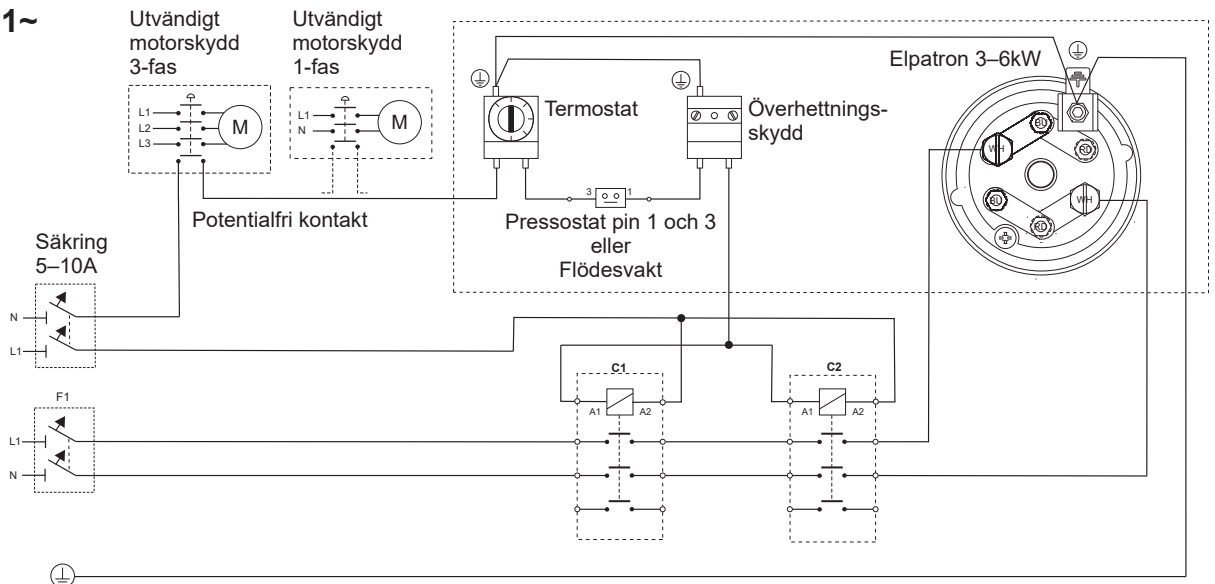 1~
Utvändigt
motorskydd
3-fas
Utvändigt
motorskydd
1-fas
L1
L2
L3
M
L1
N
M
Potentialfri kontakt
Termostat
Överhettnings-
skydd
Elpatron 3–6kW
3
1
Pressostat pin 1 och 3
eller
Flödesvakt
BU
WH
RD
BU
WH
RD
Säkring
5–10A
N
L1
F1
L1
N
C1
A1
A2
C2
A1
A2